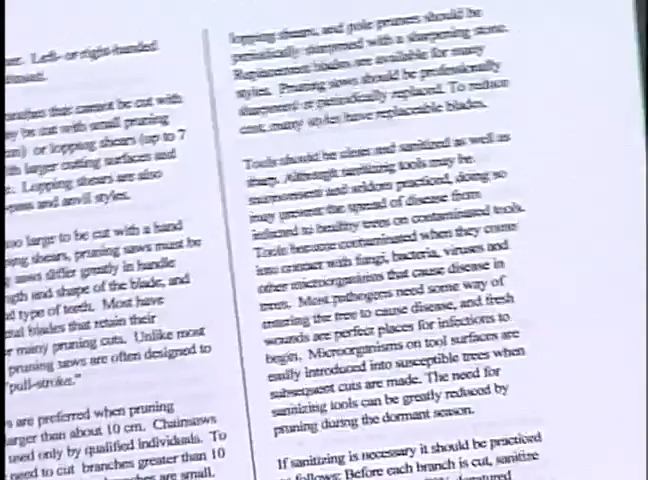 Left- or right-handed
branches that cannot be cut with
be cut with small pruning
or lopping shears (up to 7
larger cutting surfaces and
Lopping shears are also
and anvil styles.
too large to be cut with a hand
shears, pruning saws must be
saws differ greatly in handle
and shape of the blade, and
type of teeth. Most have
blades that retain their
many pruning cuts. Unlike most
pruning saws are often designed to
"pull-stroke."
are preferred when pruning
larger than about 10 cm. Chainsaws
used only by qualified individuals. To
need to cut branches greater than 10
branches are small.
lopping shears, and pole pruners should be
periodically sharpened with a sharpening stone.
Replacement blades are available for many
styles. Pruning saws should be professionally
sharpened or periodically replaced. To reduce
cost, many styles have replaceable blades.
Tools should be clean and sanitized as well as
sharp. Although sanitizing tools may be
inconvenient and seldom practiced, doing so
may prevent the spread of disease from
infected to healthy trees on contaminated tools.
Tools become contaminated when they come
into contact with fungi, bacteria, viruses and
other microorganisms that cause disease in
trees. Most pathogens need some way of
entering the tree to cause disease, and fresh
wounds are perfect places for infections to
begin. Microorganisms on tool surfaces are
easily introduced into susceptible trees when
subsequent cuts are made. The need for
sanitizing tools can be greatly reduced by
pruning during the dormant season.
If sanitizing is necessary it should be practiced
as follows: Before each branch is cut, sanitize
denatured